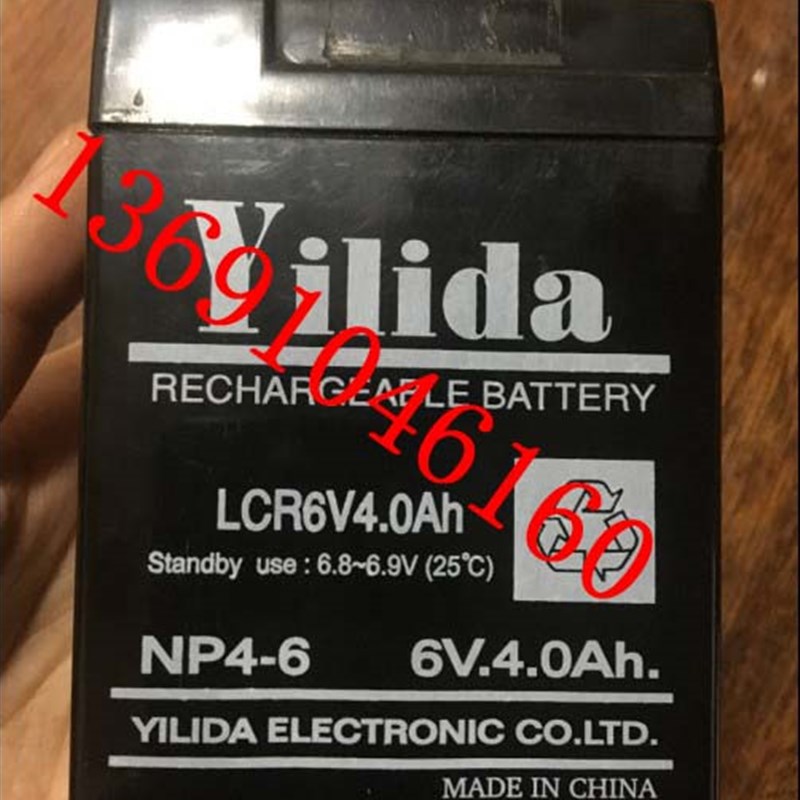 Yilida
RECHARGEABLE BATTERY
LCR6V4.0Ah
Standby use : 6.8~6.9V (25℃)
NP4-6 6V.4.0Ah.
YILIDA ELECTRONIC CO.LTD.
MADE IN CHINA
13691046160